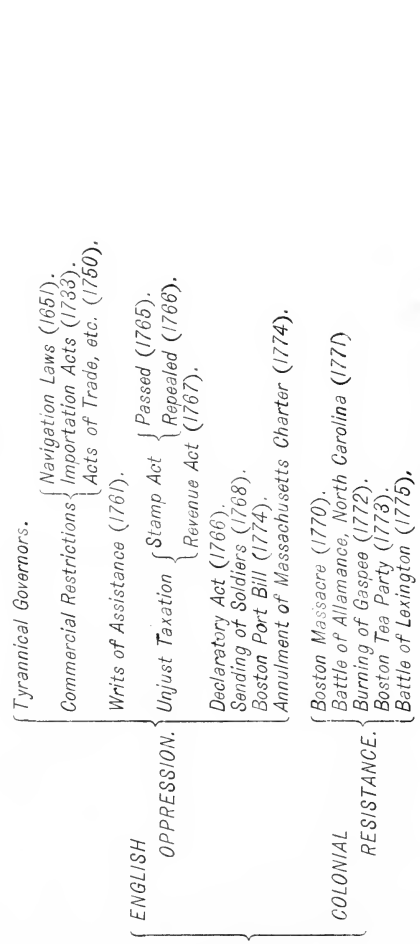 ENGLISH
OPPRESSION.
Tyrannical Governors.
Commercial Restrictions
Navigation Laws (1651).
Importation Acts (1733).
Acts of Trade, etc. (1750).
Writs of Assistance (1761).
Unjust Taxation
Stamp Act
Passed (1765).
Repealed (1766).
Revenue Act (1767).
Declaratory Act (1766).
Sending of Soldiers (1768).
Boston Port Bill (1774).
Annulment of Massachusetts Charter (1774).
COLONIAL
RESISTANCE.
Boston Massacre (1770).
Battle of Allamance, North Carolina (1771)
Burning of Gaspee (1772).
Boston Tea Party (1773).
Battle of Lexington (1775).